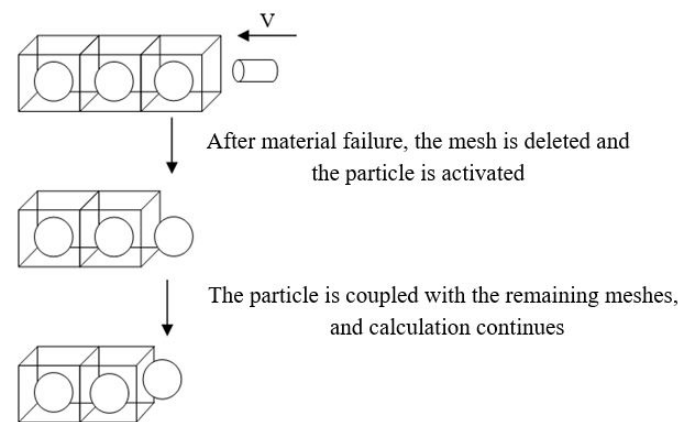 V
After material failure, the mesh is deleted and
the particle is activated
The particle is coupled with the remaining meshes,
and calculation continues